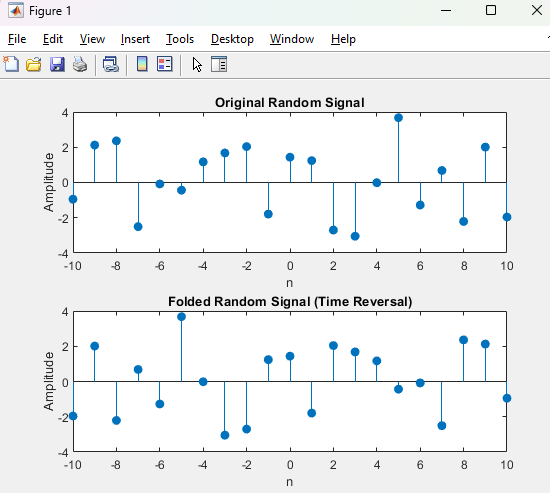 Figure 1
File Edit View Insert Tools Desktop Window Help
Original Random Signal
4
2
0
-2
-4
Amplitude
-10 -8 -6 -4 -2 0 2 4 6 8 10
n
Folded Random Signal (Time Reversal)
4
2
0
-2
-4
Amplitude
-10 -8 -6 -4 -2 0 2 4 6 8 10
n